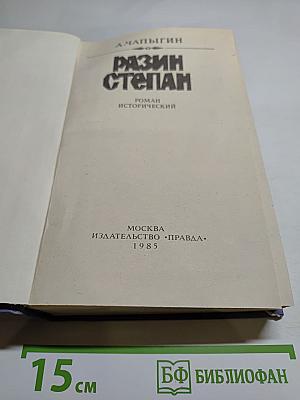 А.ЧАПЫГИН
РАЗИН
СТЕПАН
РОМАН
ИСТОРИЧЕСКИЙ
МОСКВА
ИЗДАТЕЛЬСТВО «ПРАВДА»
1985
15 см
БФ БИБЛИОФАН